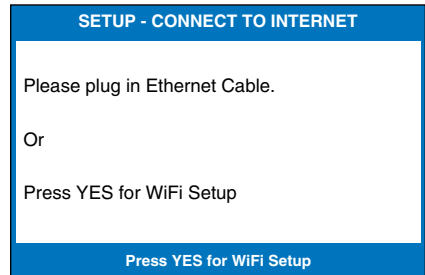 SETUP - CONNECT TO INTERNET
Please plug in Ethernet Cable.
Or
Press YES for WiFi Setup
Press YES for WiFi Setup